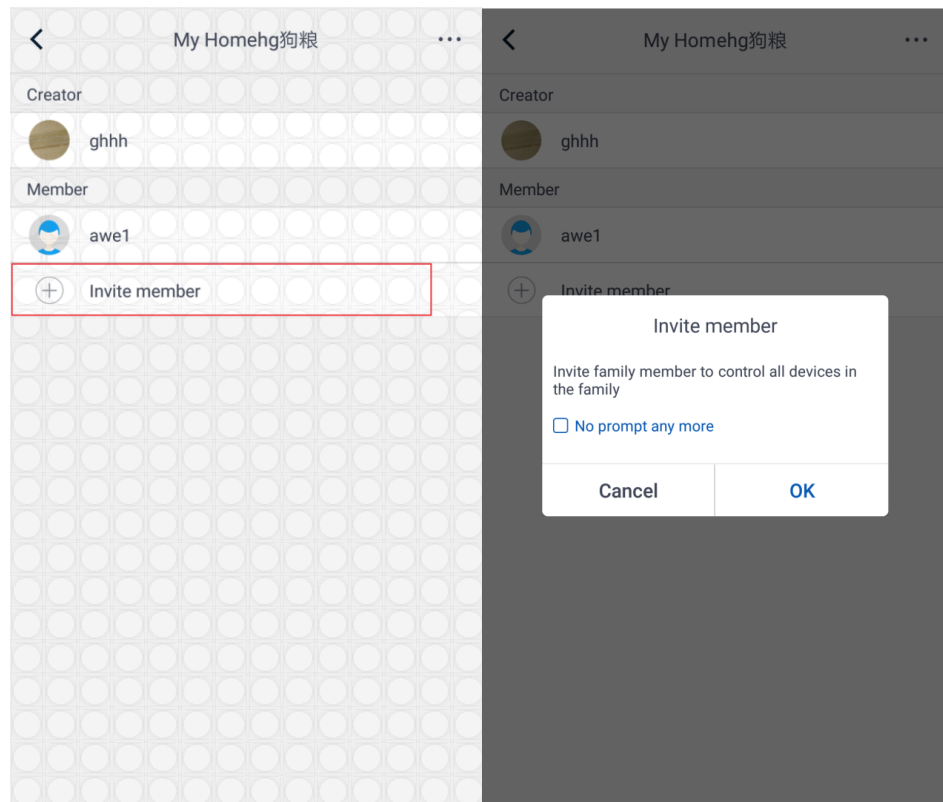 My Homehg狗粮
Creator
ghhh
Member
awe1
Invite member
My Homehg狗粮
Creator
ghhh
Member
awe1
Invite member
Invite member
Invite family member to control all devices in
the family
No prompt any more
Cancel
OK